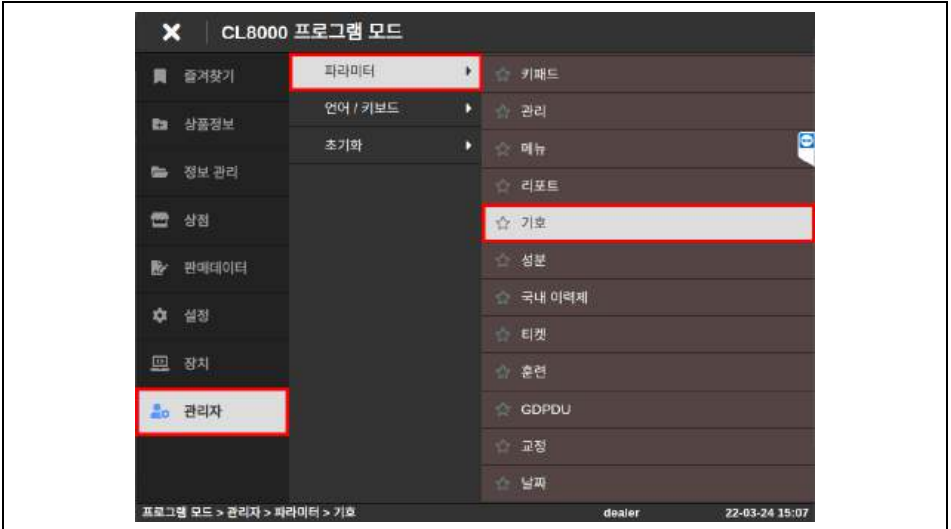 CL8000 프로그램 모드
즐겨찾기
상품정보
정보 관리
상점
판매데이터
설정
장치
관리자
파라미터
언어 / 키보드
초기화
키패드
관리
메뉴
리포트
기호
성분
국내 이력제
티켓
훈련
GDPDU
교정
날짜
프로그램 모드 > 관리자 > 파라미터 > 기호
dealer
22-03-24 15:07